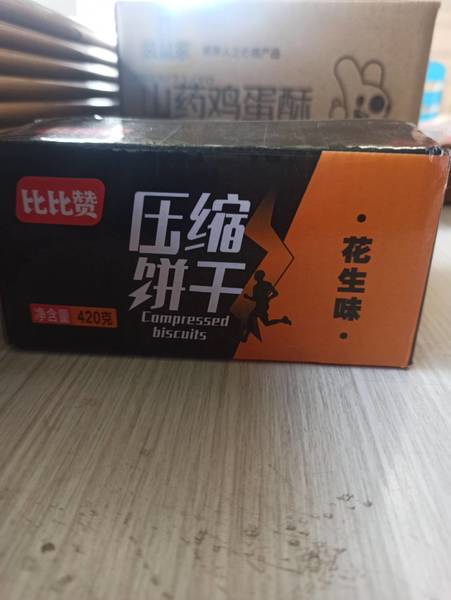 山药鸡蛋酥
比比赞
压缩
饼干
Compressed
biscuits
净含量 420克
花生味